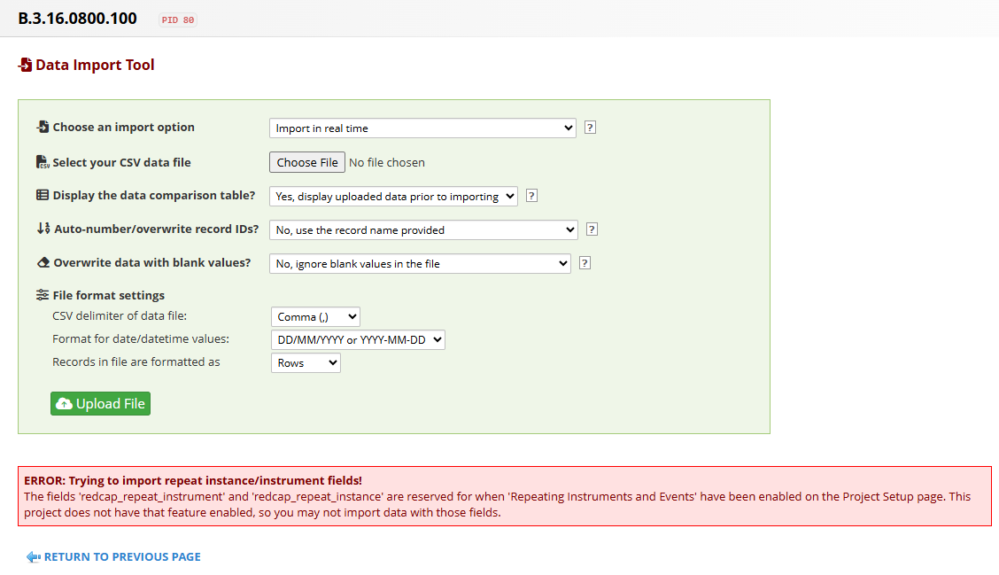 B.3.16.0800.100 PID 80
Data Import Tool
Choose an import option Import in real time ?
Select your CSV data file Choose File No file chosen
Display the data comparison table? Yes, display uploaded data prior to importing ?
Auto-number/overwrite record IDs? No, use the record name provided ?
Overwrite data with blank values? No, ignore blank values in the file ?
File format settings
CSV delimiter of data file: Comma (,)
Format for date/datetime values: DD/MM/YYYY or YYYY-MM-DD
Records in file are formatted as Rows
Upload File
ERROR: Trying to import repeat instance/instrument fields!
The fields 'redcap_repeat_instrument' and 'redcap_repeat_instance' are reserved for when 'Repeating Instruments and Events' have been enabled on the Project Setup page. This
project does not have that feature enabled, so you may not import data with those fields.
RETURN TO PREVIOUS PAGE